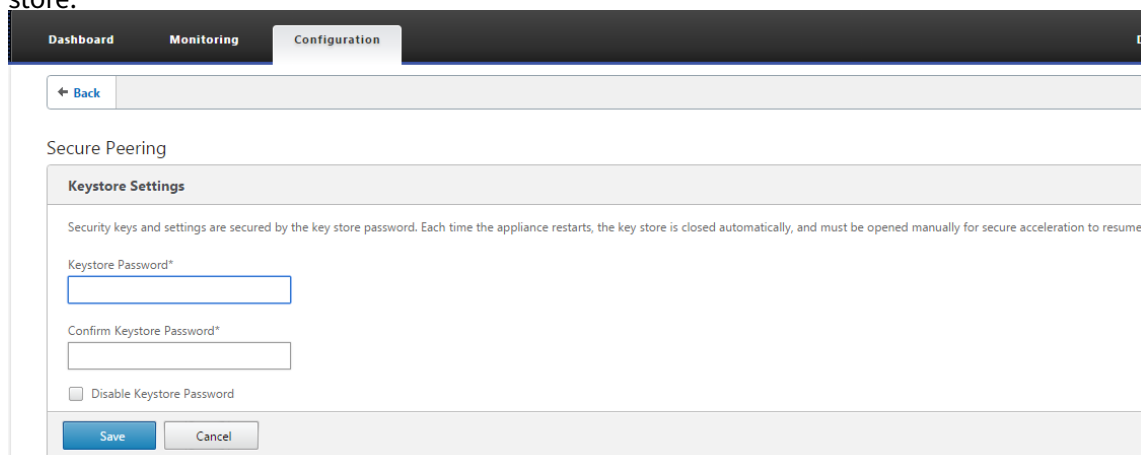 store.
Dashboard Monitoring Configuration D
← Back
Secure Peering
Keystore Settings
Security keys and settings are secured by the key store password. Each time the appliance restarts, the key store is closed automatically, and must be opened manually for secure acceleration to resume
Keystore Password*
Confirm Keystore Password*
Disable Keystore Password
Save Cancel